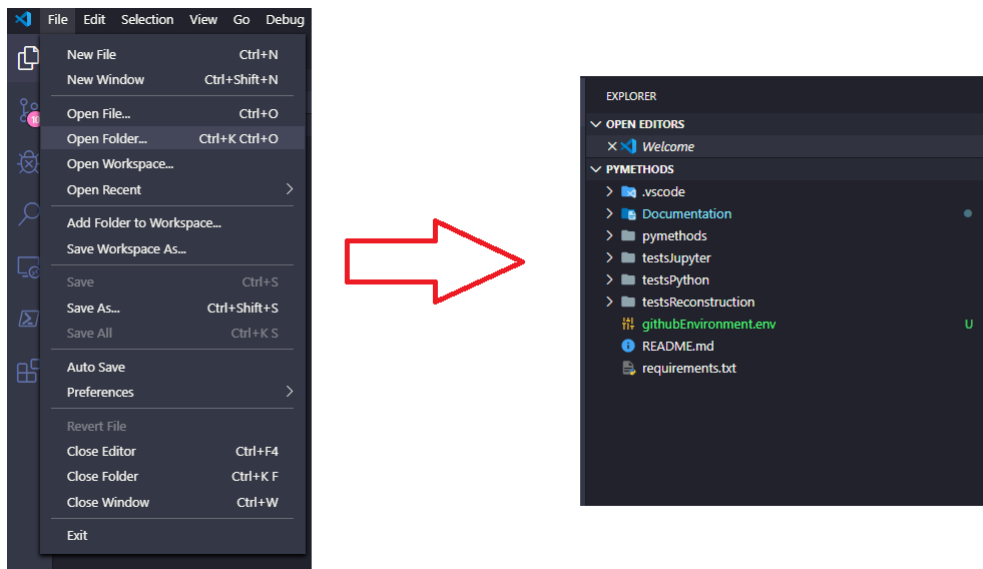 File Edit Selection View Go Debug
New File Ctrl+N
New Window Ctrl+Shift+N
Open File... Ctrl+O
Open Folder... Ctrl+K Ctrl+O
Open Workspace...
Open Recent
Add Folder to Workspace...
Save Workspace As...
Save Ctrl+S
Save As... Ctrl+Shift+S
Save All Ctrl+K S
Auto Save
Preferences
Revert File
Close Editor Ctrl+F4
Close Folder Ctrl+K F
Close Window Ctrl+W
Exit
10
EXPLORER
OPEN EDITORS
Welcome
PYMETHODS
.vscode
Documentation
pymethods
testsJupyter
testsPython
testsReconstruction
githubEnvironment.env U
README.md
requirements.txt